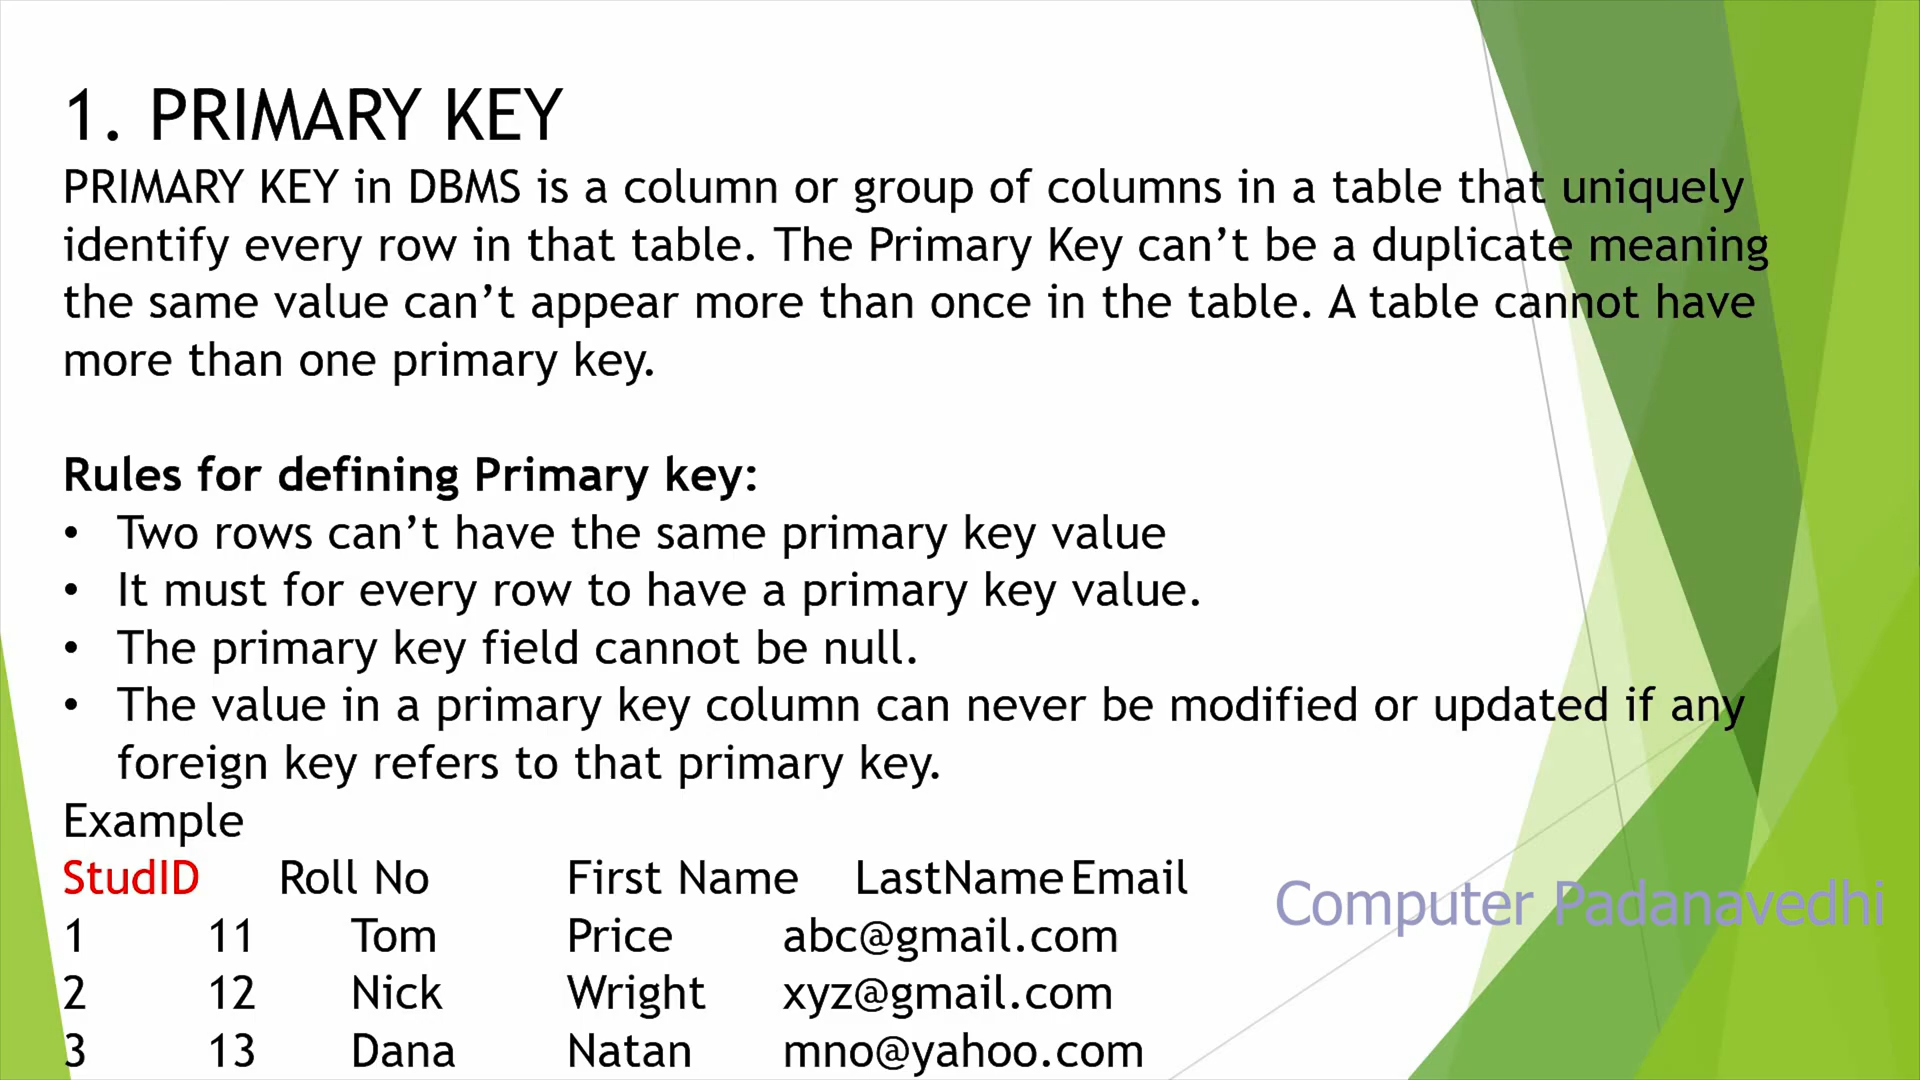 1. PRIMARY KEY
PRIMARY KEY in DBMS is a column or group of columns in a table that uniquely
identify every row in that table. The Primary Key can’t be a duplicate meaning
the same value can’t appear more than once in the table. A table cannot have
more than one primary key.
Rules for defining Primary key:
• Two rows can’t have the same primary key value
• It must for every row to have a primary key value.
• The primary key field cannot be null.
• The value in a primary key column can never be modified or updated if any
foreign key refers to that primary key.
Example
StudID Roll No First Name LastName Email
1 11 Tom Price abc@gmail.com
2 12 Nick Wright xyz@gmail.com
3 13 Dana Natan mno@yahoo.com
Computer Padanavedhi